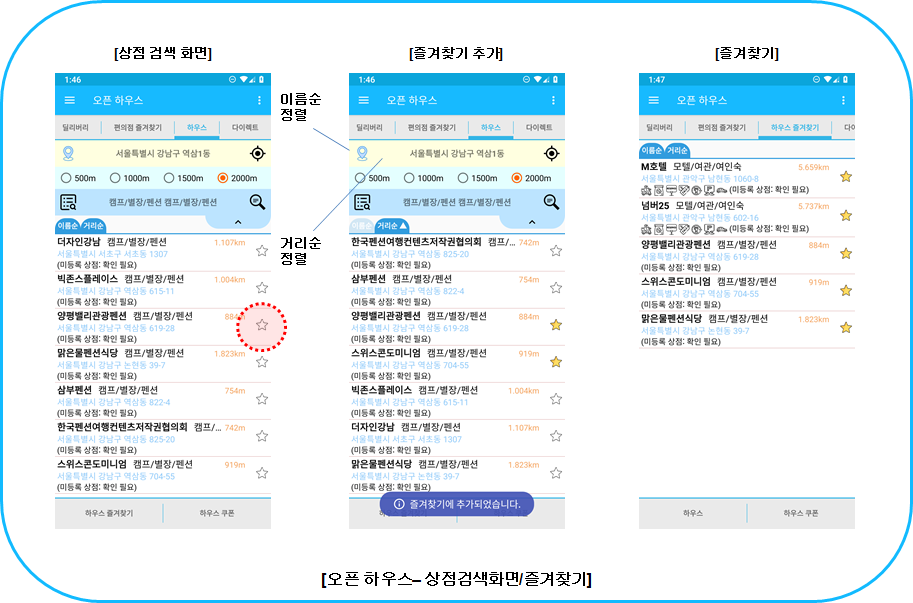 [상점 검색 화면]
1:46
오픈 하우스
딜리버리
편의점 즐겨찾기
하우스
다이렉트
서울특별시 강남구 역삼1동
500m
1000m
1500m
2000m
캠프/별장/펜션 캠프/별장/펜션
이름순
거리순
더자인강남 캠프/별장/펜션 1.107km
서울특별시 서초구 서초동 1307
(미등록 상점: 확인 필요)
빅존스플레이스 캠프/별장/펜션 1.004km
서울특별시 강남구 역삼동 615-11
(미등록 상점: 확인 필요)
양평밸리관광펜션 캠프/별장/펜션 884m
서울특별시 강남구 역삼동 619-28
(미등록 상점: 확인 필요)
맑은물펜션식당 캠프/별장/펜션 1.823km
서울특별시 강남구 논현동 39-7
(미등록 상점: 확인 필요)
삼부펜션 캠프/별장/펜션 754m
서울특별시 강남구 역삼동 822-4
(미등록 상점: 확인 필요)
한국펜션여행컨텐츠저작권협의회 캠프/... 742m
서울특별시 강남구 역삼동 825-20
(미등록 상점: 확인 필요)
스위스콘도미니엄 캠프/별장/펜션 919m
서울특별시 강남구 역삼동 704-55
(미등록 상점: 확인 필요)
하우스 즐겨찾기
하우스 쿠폰
이름순
정렬
거리순
정렬
[즐겨찾기 추가]
1:46
오픈 하우스
딜리버리
편의점 즐겨찾기
하우스
다이렉트
서울특별시 강남구 역삼1동
500m
1000m
1500m
2000m
캠프/별장/펜션 캠프/별장/펜션
이름순
거리순 ▲
한국펜션여행컨텐츠저작권협의회 캠프/... 742m
서울특별시 강남구 역삼동 825-20
(미등록 상점: 확인 필요)
삼부펜션 캠프/별장/펜션 754m
서울특별시 강남구 역삼동 822-4
(미등록 상점: 확인 필요)
양평밸리관광펜션 캠프/별장/펜션 884m
서울특별시 강남구 역삼동 619-28
(미등록 상점: 확인 필요)
스위스콘도미니엄 캠프/별장/펜션 919m
서울특별시 강남구 역삼동 704-55
(미등록 상점: 확인 필요)
빅존스플레이스 캠프/별장/펜션 1.004km
서울특별시 강남구 역삼동 615-11
(미등록 상점: 확인 필요)
더자인강남 캠프/별장/펜션 1.107km
서울특별시 서초구 서초동 1307
(미등록 상점: 확인 필요)
맑은물펜션식당 캠프/별장/펜션 1.823km
서울특별시 강남구 논현동 39-7
(미등록 상점: 확인 필요)
즐겨찾기에 추가되었습니다.
[즐겨찾기]
1:47
오픈 하우스
딜리버리
편의점 즐겨찾기
하우스 즐겨찾기
다이
이름순
거리순
M호텔 모텔/여관/여인숙 5.659km
서울특별시 관악구 남현동 1060-8
(미등록 상점: 확인 필요)
넘버25 모텔/여관/여인숙 5.737km
서울특별시 관악구 남현동 602-16
(미등록 상점: 확인 필요)
양평밸리관광펜션 캠프/별장/펜션 884m
서울특별시 강남구 역삼동 619-28
(미등록 상점: 확인 필요)
스위스콘도미니엄 캠프/별장/펜션 919m
서울특별시 강남구 역삼동 704-55
(미등록 상점: 확인 필요)
맑은물펜션식당 캠프/별장/펜션 1.823km
서울특별시 강남구 논현동 39-7
(미등록 상점: 확인 필요)
하우스
하우스 쿠폰
[오픈 하우스– 상점검색화면/즐겨찾기]